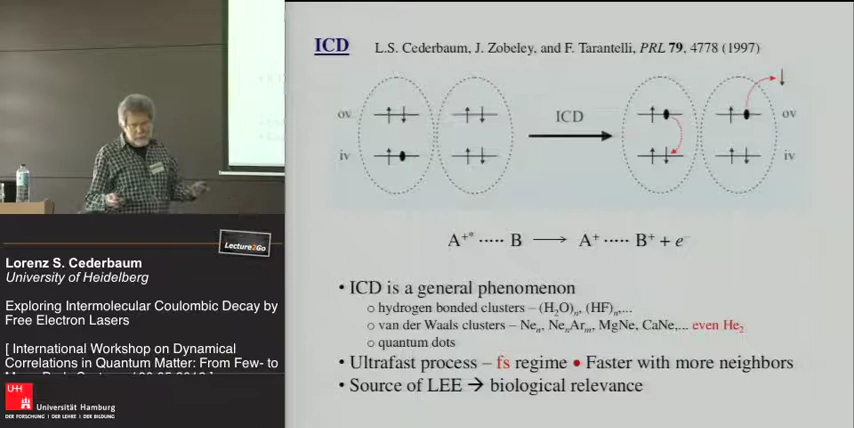 ICD L.S. Cederbaum, J. Zobeley, and F. Tarantelli, PRL 79, 4778 (1997)
ov ICD ov
iv iv
A⁺* ····· B ⟶ A⁺ ····· B⁺ + e⁻
• ICD is a general phenomenon
o hydrogen bonded clusters – (H₂O)ₙ, (HF)ₙ,...
o van der Waals clusters – Neₙ, NeₙArₘ, MgNe, CaNe,... even He₂
o quantum dots
• Ultrafast process – fs regime • Faster with more neighbors
• Source of LEE ➔ biological relevance
Lecture2Go
Lorenz S. Cederbaum
University of Heidelberg
Exploring Intermolecular Coulombic Decay by
Free Electron Lasers
[ International Workshop on Dynamical
Correlations in Quantum Matter: From Few- to
UH
Universität Hamburg
DER FORSCHUNG | DER LEHRE | DER BILDUNG